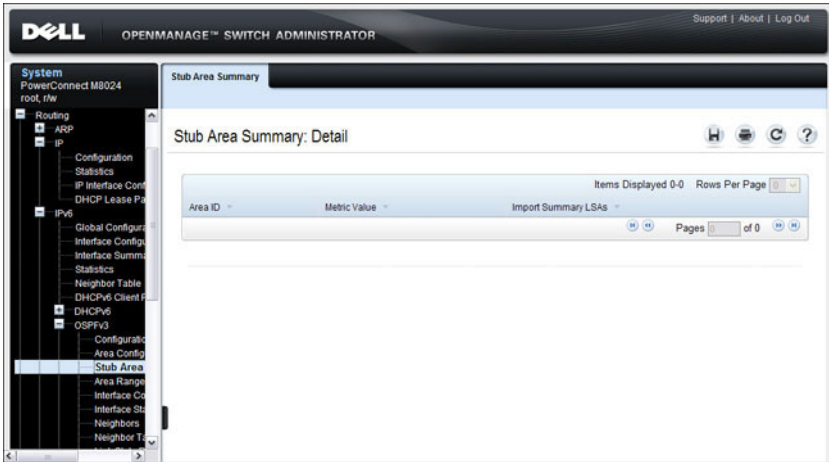 Support | About | Log Out
DELL
OPENMANAGE™ SWITCH ADMINISTRATOR
System
PowerConnect M8024
root, r/w
Routing
ARP
IP
Configuration
Statistics
IP Interface Conf
DHCP Lease Pa
IPv6
Global Configura
Interface Configu
Interface Summa
Statistics
Neighbor Table
DHCPv6 Client P
DHCPv6
OSPFv3
Configuratio
Area Config
Stub Area
Area Range
Interface Co
Interface Sta
Neighbors
Neighbor Ta
Stub Area Summary
Stub Area Summary: Detail
Items Displayed 0-0 Rows Per Page 0
Area ID Metric Value Import Summary LSAs
Pages 0 of 0